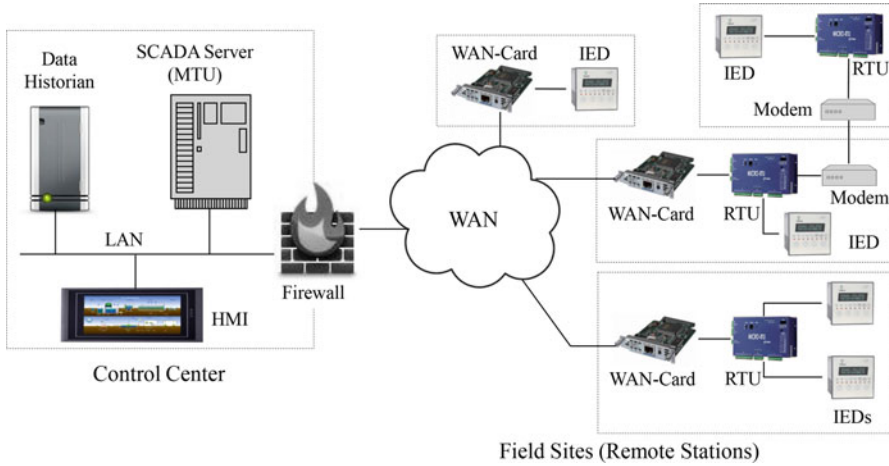 Data
Historian
SCADA Server
(MTU)
LAN
HMI
Control Center
Firewall
WAN
WAN-Card
IED
IED
RTU
Modem
WAN-Card
RTU
Modem
IED
WAN-Card
RTU
IEDs
Field Sites (Remote Stations)